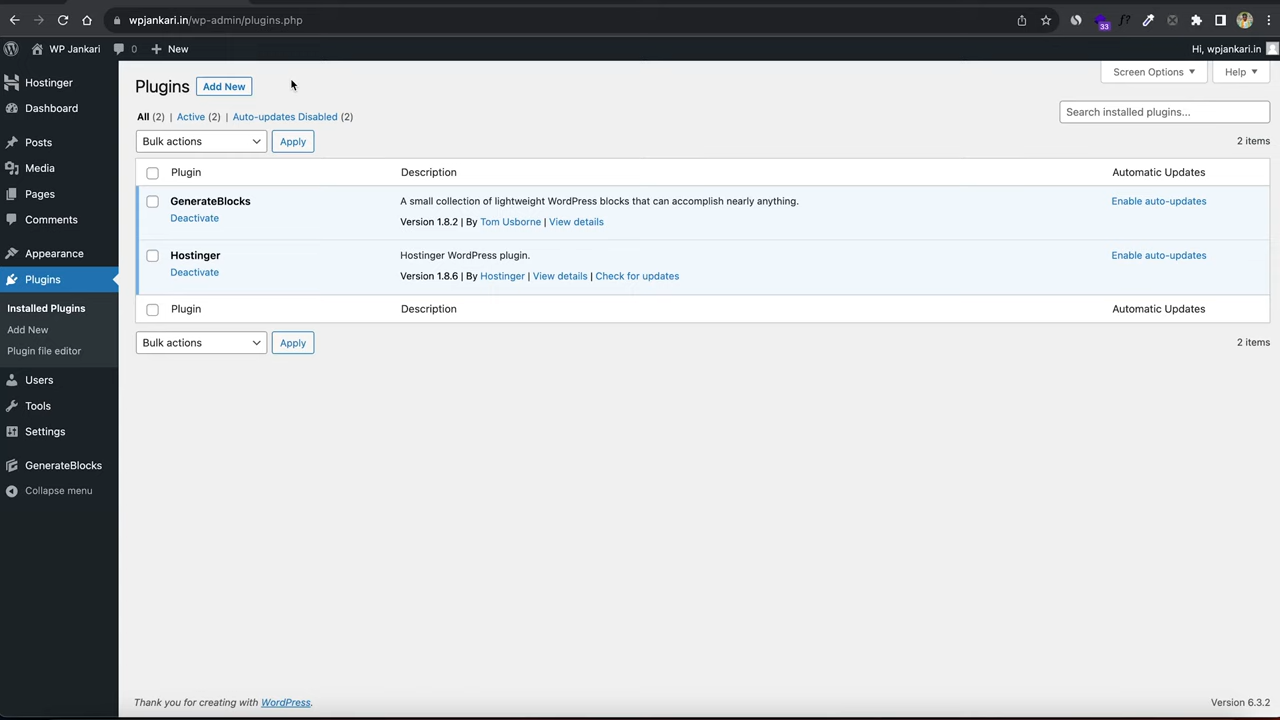 wpjankari.in/wp-admin/plugins.php
33
WP Jankari
0
New
Hi, wpjankari.in
Hostinger
Dashboard
Posts
Media
Pages
Comments
Appearance
Plugins
Installed Plugins
Add New
Plugin file editor
Users
Tools
Settings
GenerateBlocks
Collapse menu
Plugins
Add New
Screen Options
Help
All (2) | Active (2) | Auto-updates Disabled (2)
Search installed plugins...
Bulk actions
Apply
2 items
Plugin Description Automatic Updates
GenerateBlocks
Deactivate
A small collection of lightweight WordPress blocks that can accomplish nearly anything.
Version 1.8.2 | By Tom Usborne | View details
Enable auto-updates
Hostinger
Deactivate
Hostinger WordPress plugin.
Version 1.8.6 | By Hostinger | View details | Check for updates
Enable auto-updates
Plugin Description Automatic Updates
Bulk actions
Apply
2 items
Thank you for creating with WordPress.
Version 6.3.2